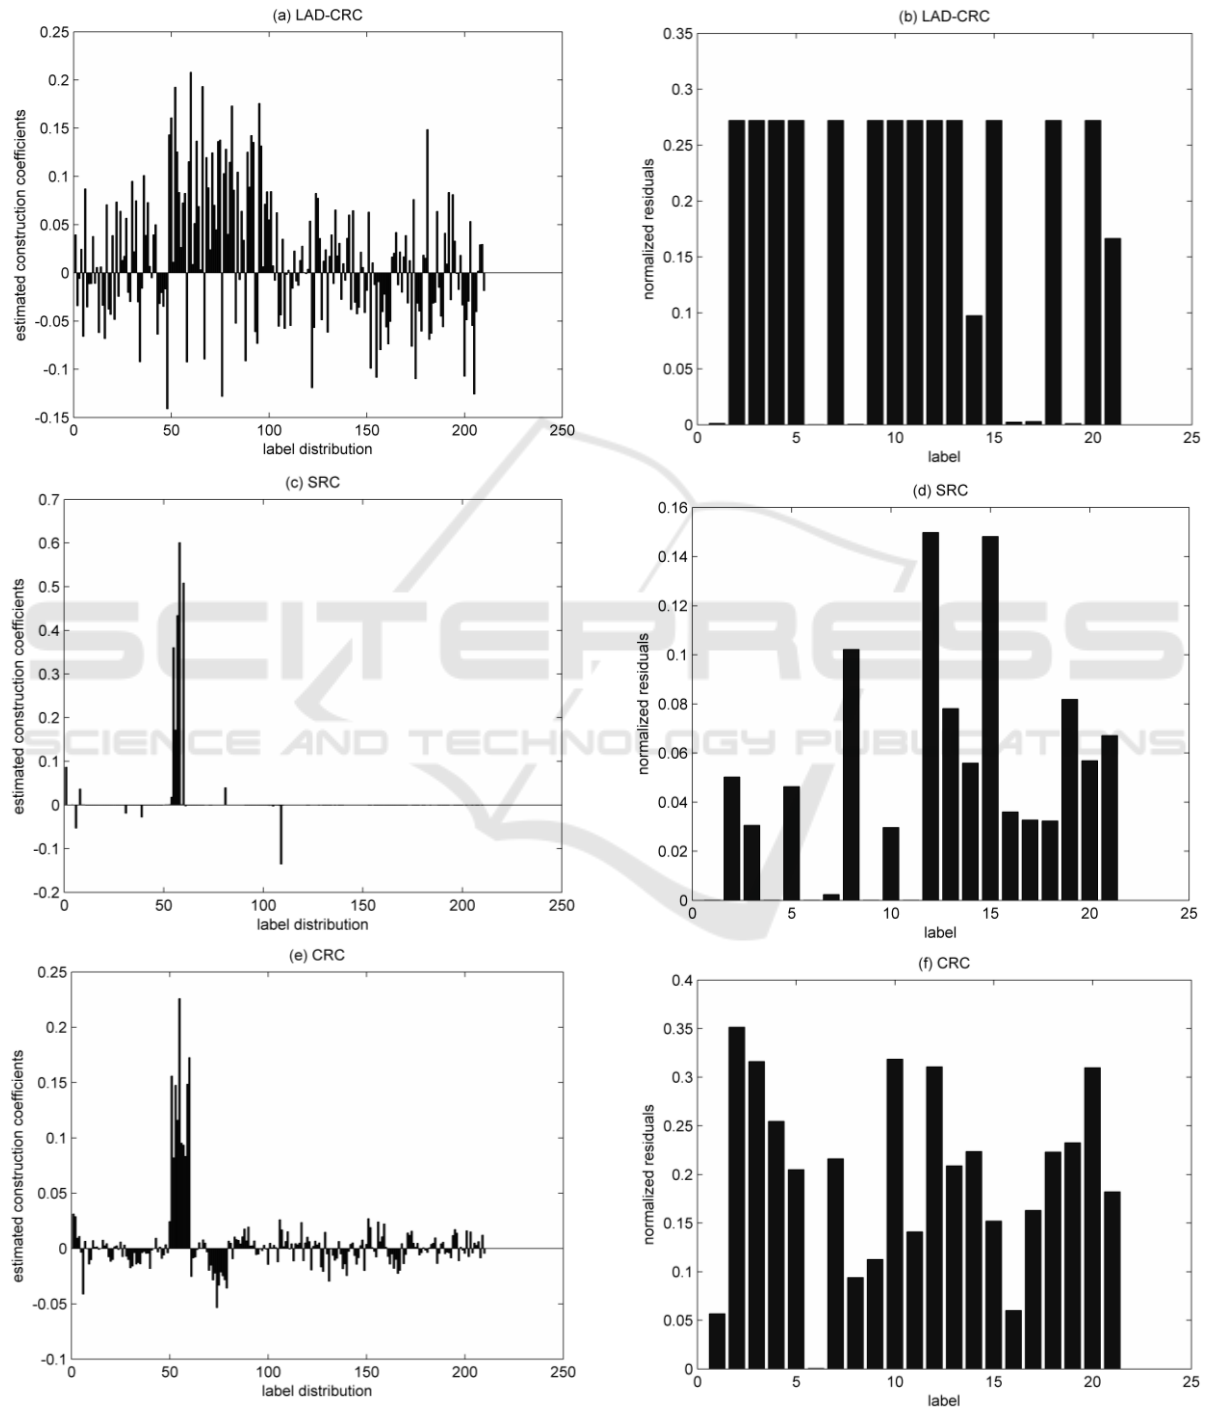 (a) LAD-CRC
estimated construction coefficients
0.25
0.2
0.15
0.1
0.05
0
-0.05
-0.1
-0.15
0 50 100 150 200 250
label distribution
(b) LAD-CRC
normalized residuals
0.35
0.3
0.25
0.2
0.15
0.1
0.05
0
0 5 10 15 20 25
label
(c) SRC
estimated construction coefficients
0.7
0.6
0.5
0.4
0.3
0.2
0.1
0
-0.1
-0.2
0 50 100 150 200 250
label distribution
(d) SRC
normalized residuals
0.16
0.14
0.12
0.1
0.08
0.06
0.04
0.02
0
0 5 10 15 20 25
label
SCITEPRESS
SCIENCE AND TECHNOLOGY PUBLICATIONS
(e) CRC
estimated construction coefficients
0.25
0.2
0.15
0.1
0.05
0
-0.05
-0.1
0 50 100 150 200 250
label distribution
(f) CRC
normalized residuals
0.4
0.35
0.3
0.25
0.2
0.15
0.1
0.05
0
0 5 10 15 20 25
label